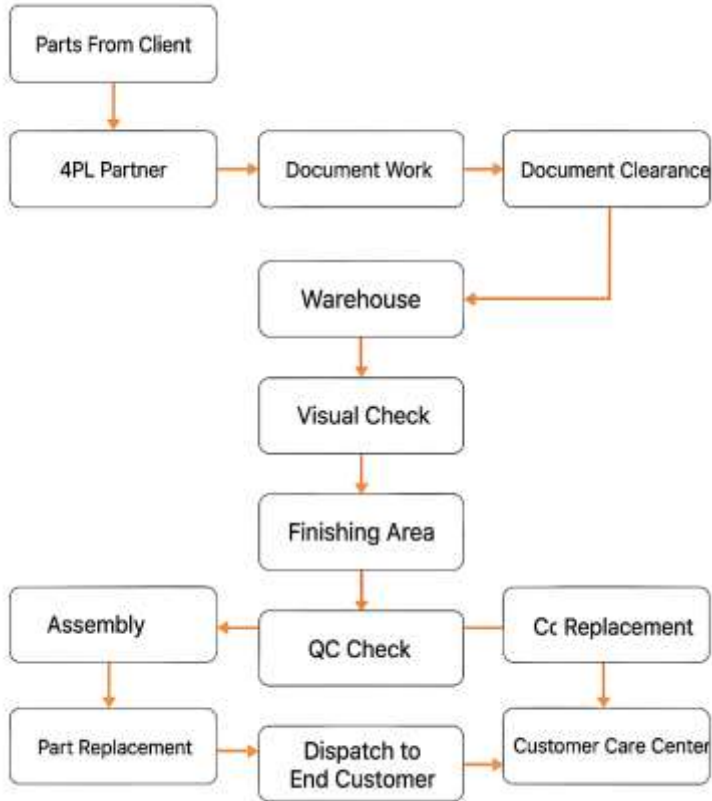 Parts From Client
4PL Partner
Document Work
Document Clearance
Warehouse
Visual Check
Finishing Area
Assembly
QC Check
Cc Replacement
Part Replacement
Dispatch to
End Customer
Customer Care Center